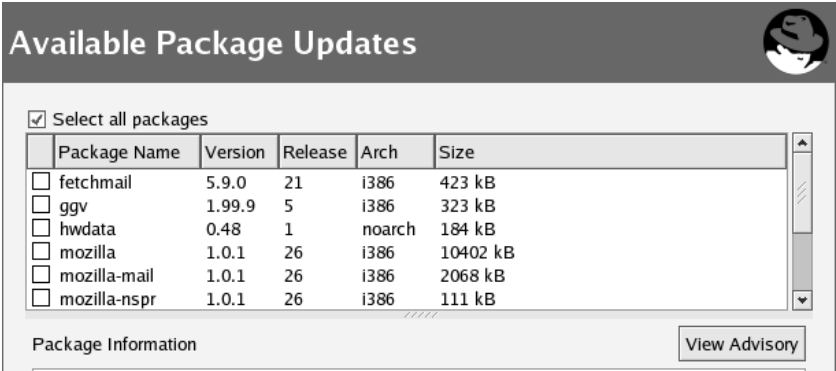 Available Package Updates
Select all packages
Package Name Version Release Arch Size
fetchmail 5.9.0 21 i386 423 kB
ggv 1.99.9 5 i386 323 kB
hwdata 0.48 1 noarch 184 kB
mozilla 1.0.1 26 i386 10402 kB
mozilla-mail 1.0.1 26 i386 2068 kB
mozilla-nspr 1.0.1 26 i386 111 kB
Package Information View Advisory